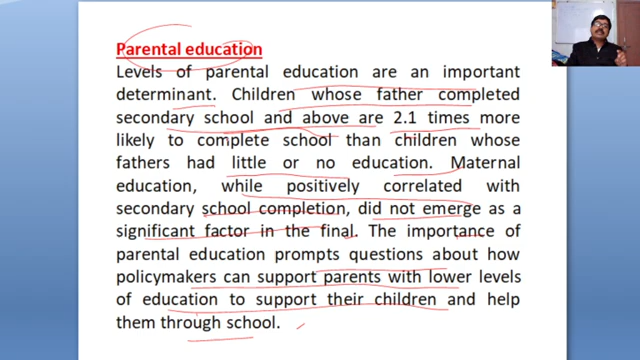 Parental education
Levels of parental education are an important
determinant. Children whose father completed
secondary school and above are 2.1 times more
likely to complete school than children whose
fathers had little or no education. Maternal
education, while positively correlated with
secondary school completion, did not emerge as a
significant factor in the final. The importance of
parental education prompts questions about how
policymakers can support parents with lower levels
of education to support their children and help
them through school.